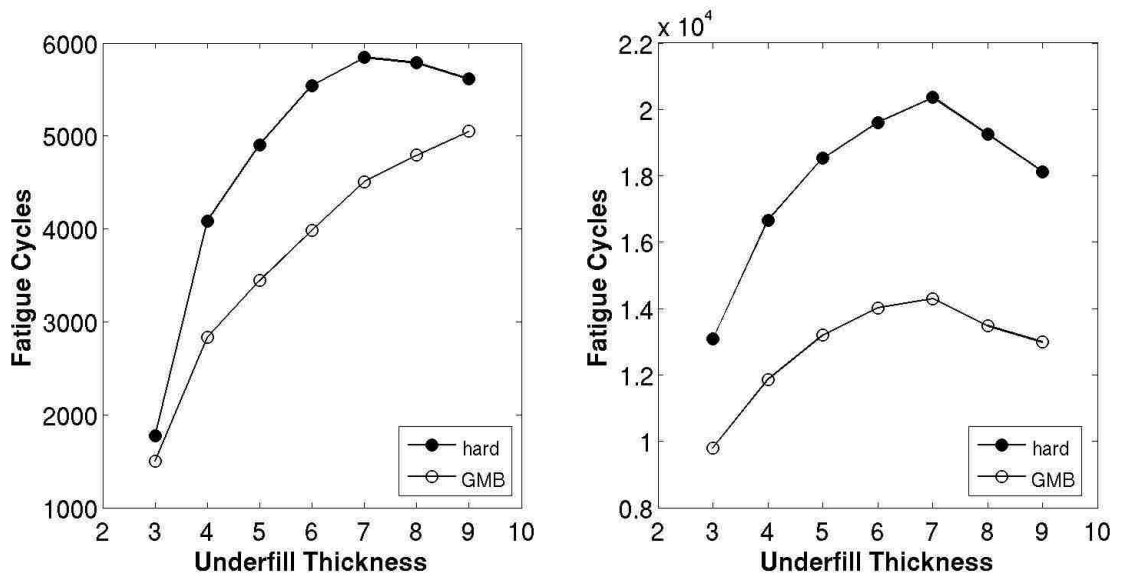 6000
5000
4000
3000
2000
1000
Fatigue Cycles
hard
GMB
2 3 4 5 6 7 8 9 10
Underfill Thickness
x 10⁴
2.2
2
1.8
1.6
1.4
1.2
1
0.8
Fatigue Cycles
hard
GMB
2 3 4 5 6 7 8 9 10
Underfill Thickness